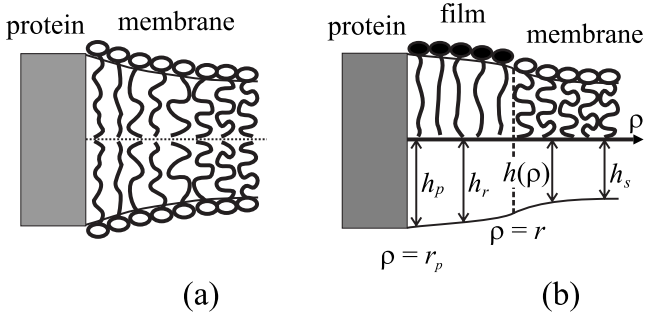 protein
membrane
(a)
protein
film
membrane
ρ
h_p
h_r
h(ρ)
h_s
ρ = r_p
ρ = r
(b)